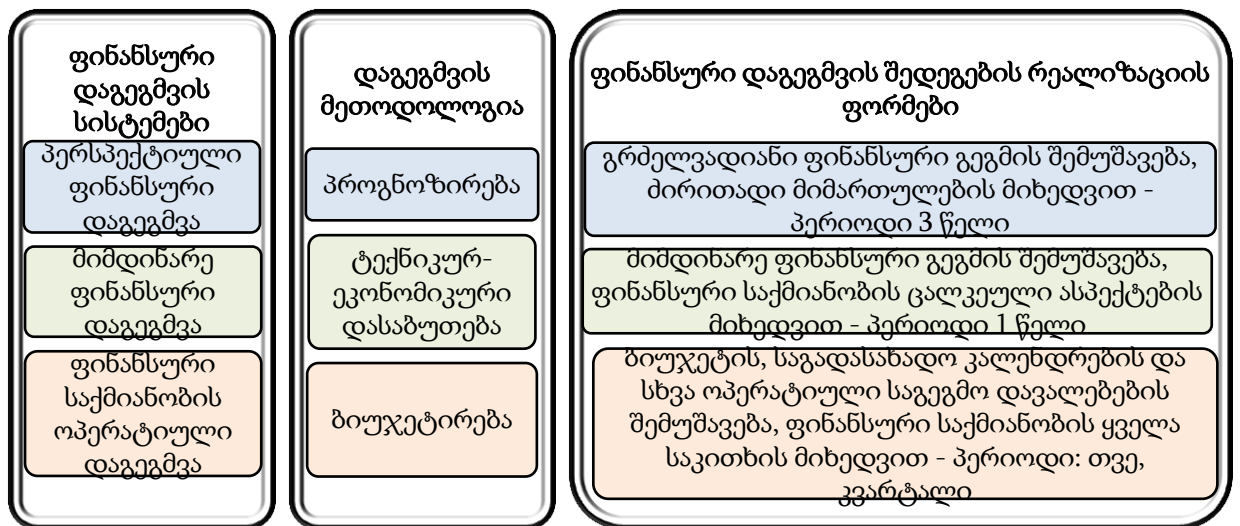 ფინანსური
დაგეგმვის
სისტემები
პერსპექტიული
ფინანსური
დაგეგმვა
მიმდინარე
ფინანსური
დაგეგმვა
ფინანსური
საქმიანობის
ოპერატიული
დაგეგმვა
დაგეგმვის
მეთოდოლოგია
პროგნოზირება
ტექნიკურ-
ეკონომიკური
დასაბუთება
ბიუჯეტირება
ფინანსური დაგეგმვის შედეგების რეალიზაციის
ფორმები
გრძელვადიანი ფინანსური გეგმის შემუშავება,
ძირითადი მიმართულების მიხედვით -
პერიოდი 3 წელი
მიმდინარე ფინანსური გეგმის შემუშავება,
ფინანსური საქმიანობის ცალკეული ასპექტების
მიხედვით - პერიოდი 1 წელი
ბიუჯეტის, საგადასახადო კალენდრების და
სხვა ოპერატიული საგეგმო დავალებების
შემუშავება, ფინანსური საქმიანობის ყველა
საკითხის მიხედვით - პერიოდი: თვე,
კვარტალი